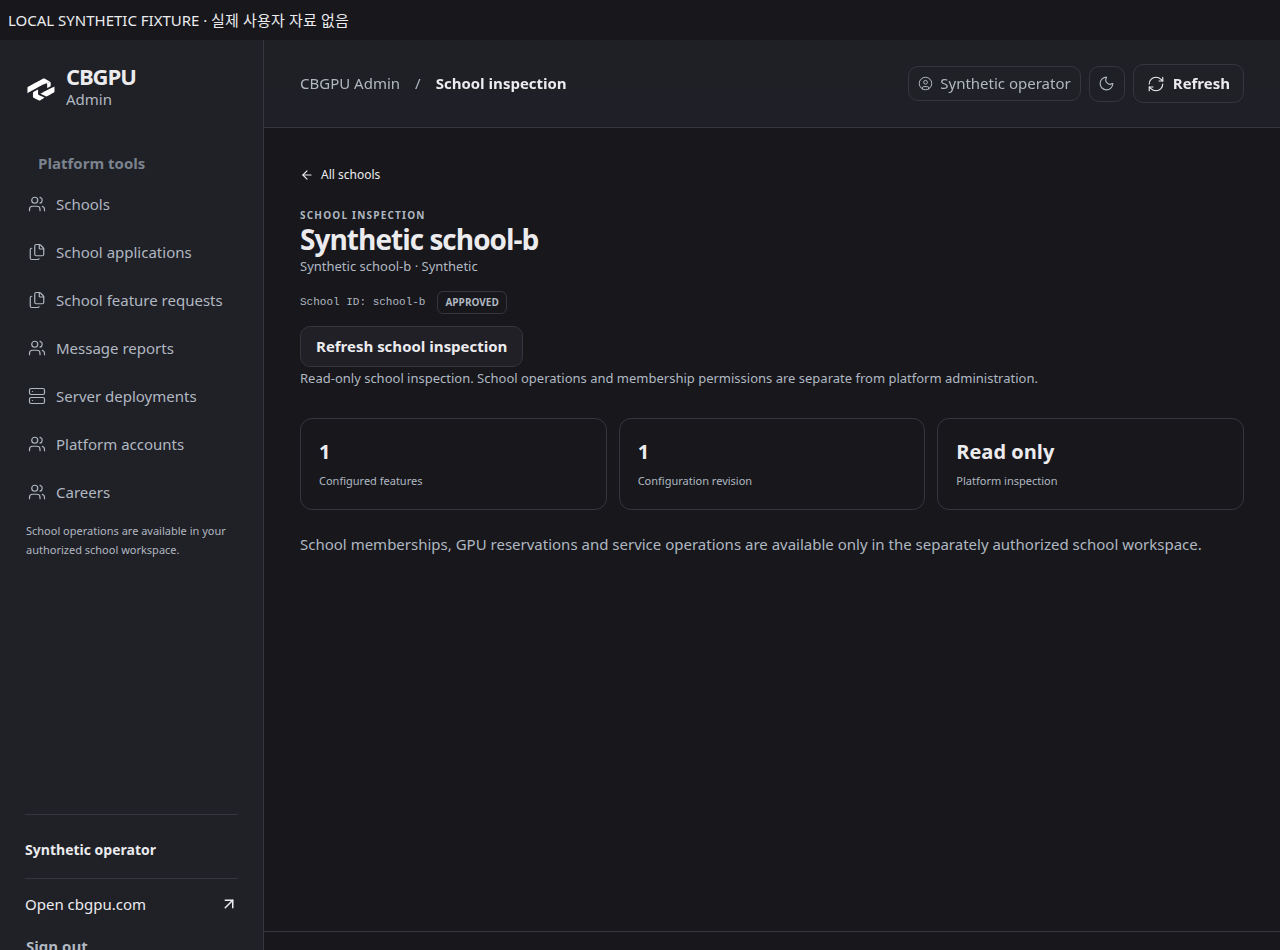 LOCAL SYNTHETIC FIXTURE · 실제 사용자 자료 없음
CBGPU
Admin
Platform tools
Schools
School applications
School feature requests
Message reports
Server deployments
Platform accounts
Careers
School operations are available in your
authorized school workspace.
Synthetic operator
Open cbgpu.com
Sign out
CBGPU Admin / School inspection
Synthetic operator
Refresh
All schools
SCHOOL INSPECTION
Synthetic school-b
Synthetic school-b · Synthetic
School ID: school-b APPROVED
Refresh school inspection
Read-only school inspection. School operations and membership permissions are separate from platform administration.
1
Configured features
1
Configuration revision
Read only
Platform inspection
School memberships, GPU reservations and service operations are available only in the separately authorized school workspace.